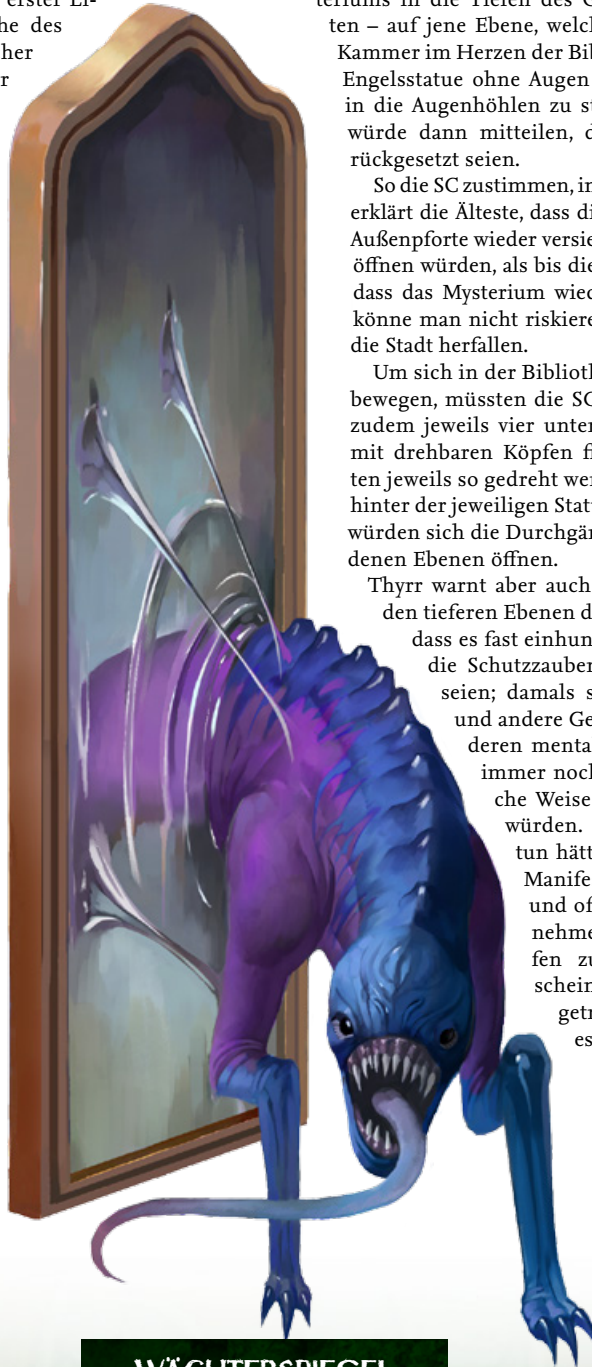 erster Li-
he des
her
r
teriums in die Tiefen des
ten – auf jene Ebene, welch
Kammer im Herzen der Bib
Engelsstatue ohne Augen
in die Augenhöhlen zu st
würde dann mitteilen, d
rückgesetzt seien.
So die SC zustimmen, in
erklärt die Älteste, dass di
Außenpforte wieder versie
öffnen würden, als bis die
dass das Mysterium wied
könne man nicht riskiere
die Stadt herfallen.
Um sich in der Biblioth
bewegen, müssten die SC
zudem jeweils vier unter
mit drehbaren Köpfen fi
ten jeweils so gedreht wer
hinter der jeweiligen Stat
würden sich die Durchgän
denen Ebenen öffnen.
Thyrr warnt aber auch
den tieferen Ebenen d
dass es fast einhun
die Schutzzauber
seien; damals s
und andere Ge
deren menta
immer noch
che Weise
würden.
tun hätt
Manife
und of
nehme
fen zu
schein
getr
es
WÄCHTERSPIEGEL